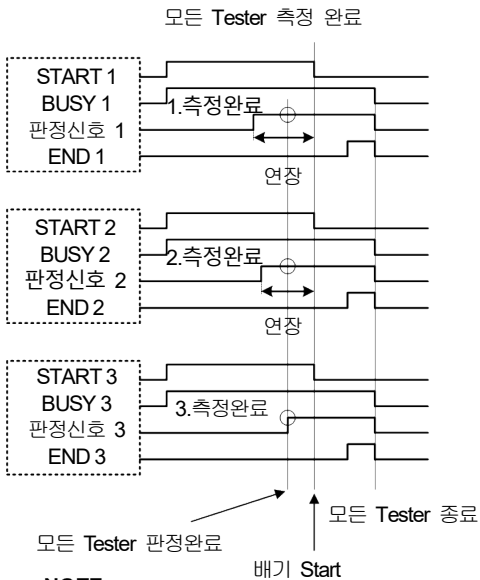 모든 Tester 측정 완료
START 1
BUSY 1
1.측정완료
판정신호 1
END 1
연장
START 2
BUSY 2
2.측정완료
판정신호 2
END 2
연장
START 3
BUSY 3
3.측정완료
판정신호 3
END 3
모든 Tester 종료
모든 Tester 판정완료
배기 Start